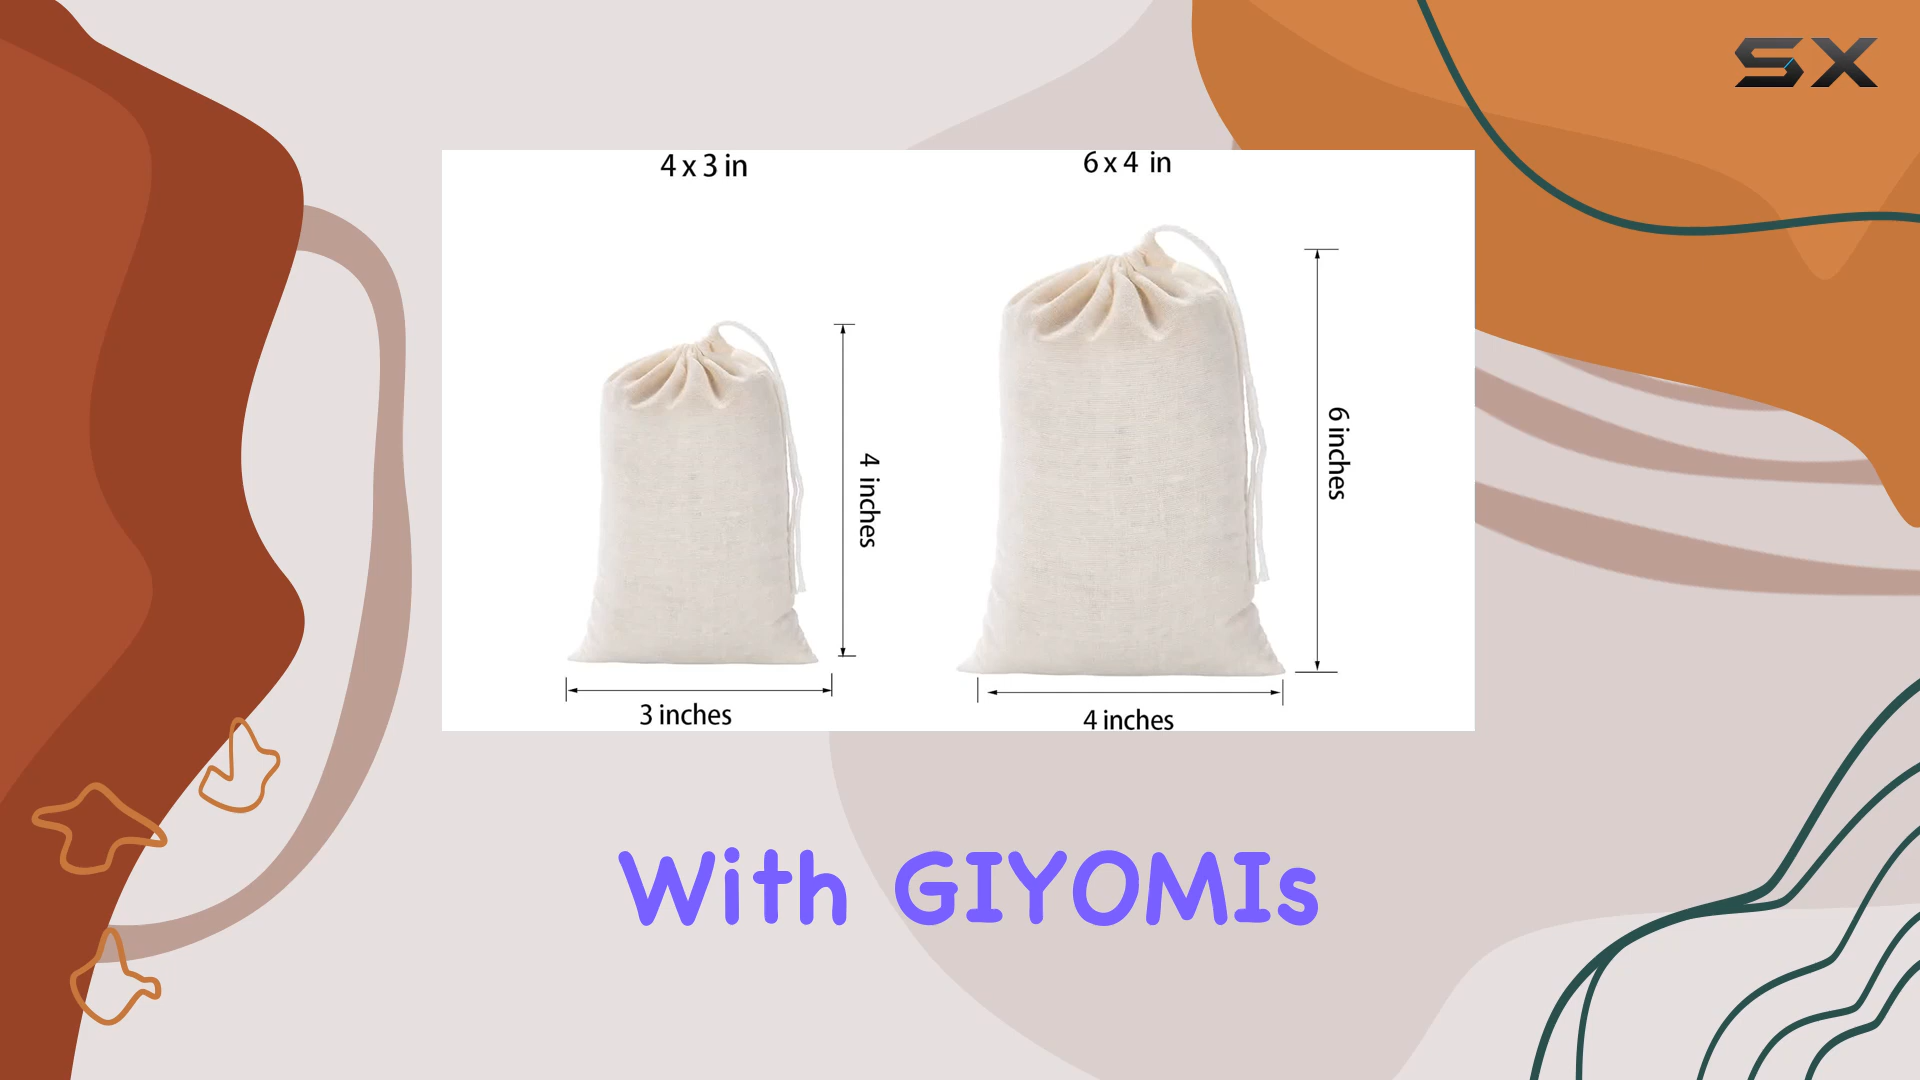 SX
4 x 3 in
6 x 4 in
4 inches
6 inches
3 inches
4 inches
With GIYOMIs